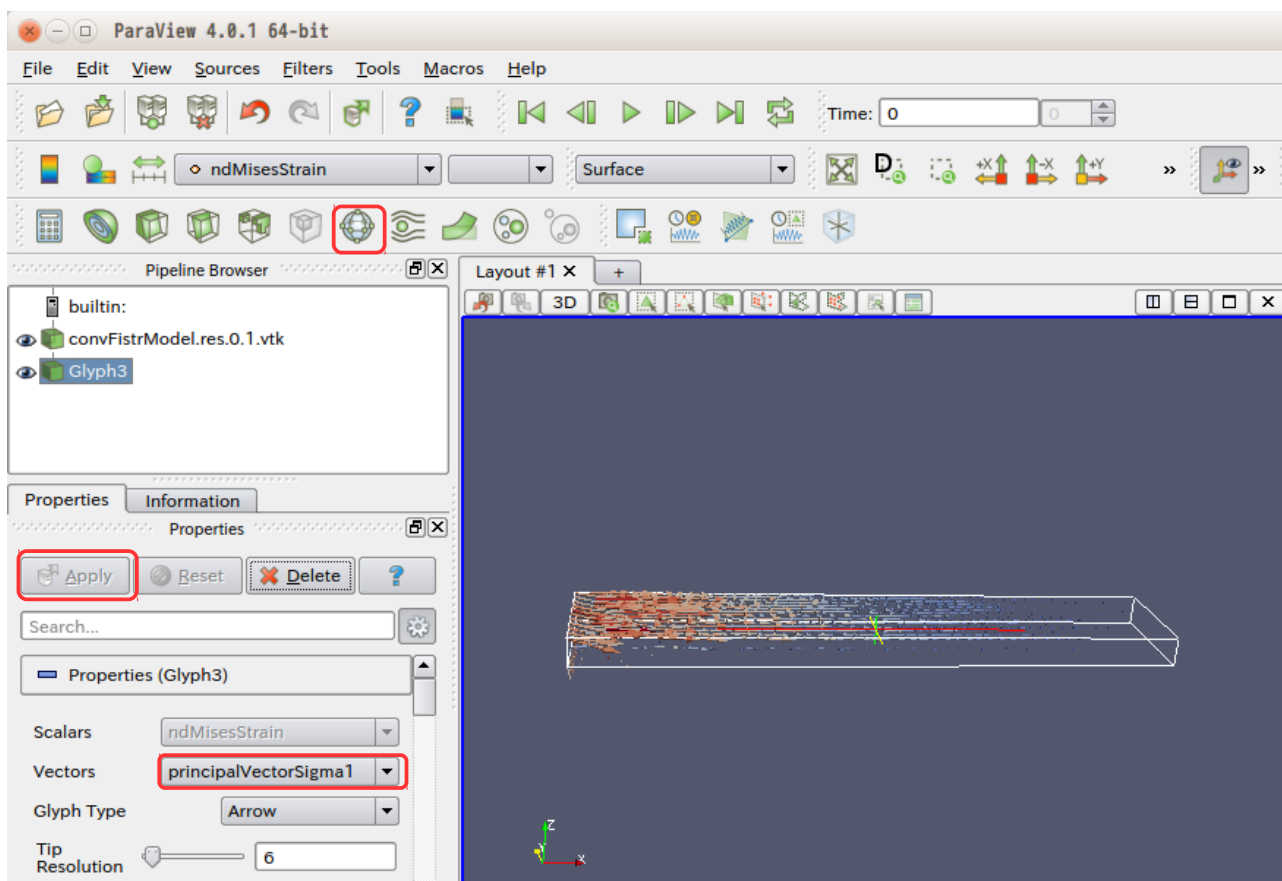 ParaView 4.0.1 64-bit
File Edit View Sources Filters Tools Macros Help
? Time: 0 0
ndMisesStrain Surface D +X -X +Y » »
Pipeline Browser
Layout #1 +
3D
builtin:
convFistrModel.res.0.1.vtk
Glyph3
Properties Information
Properties
Apply Reset Delete ?
Search...
Properties (Glyph3)
Scalars ndMisesStrain
Vectors principalVectorSigma1
Glyph Type Arrow
Tip
Resolution 6
Z
Y
X